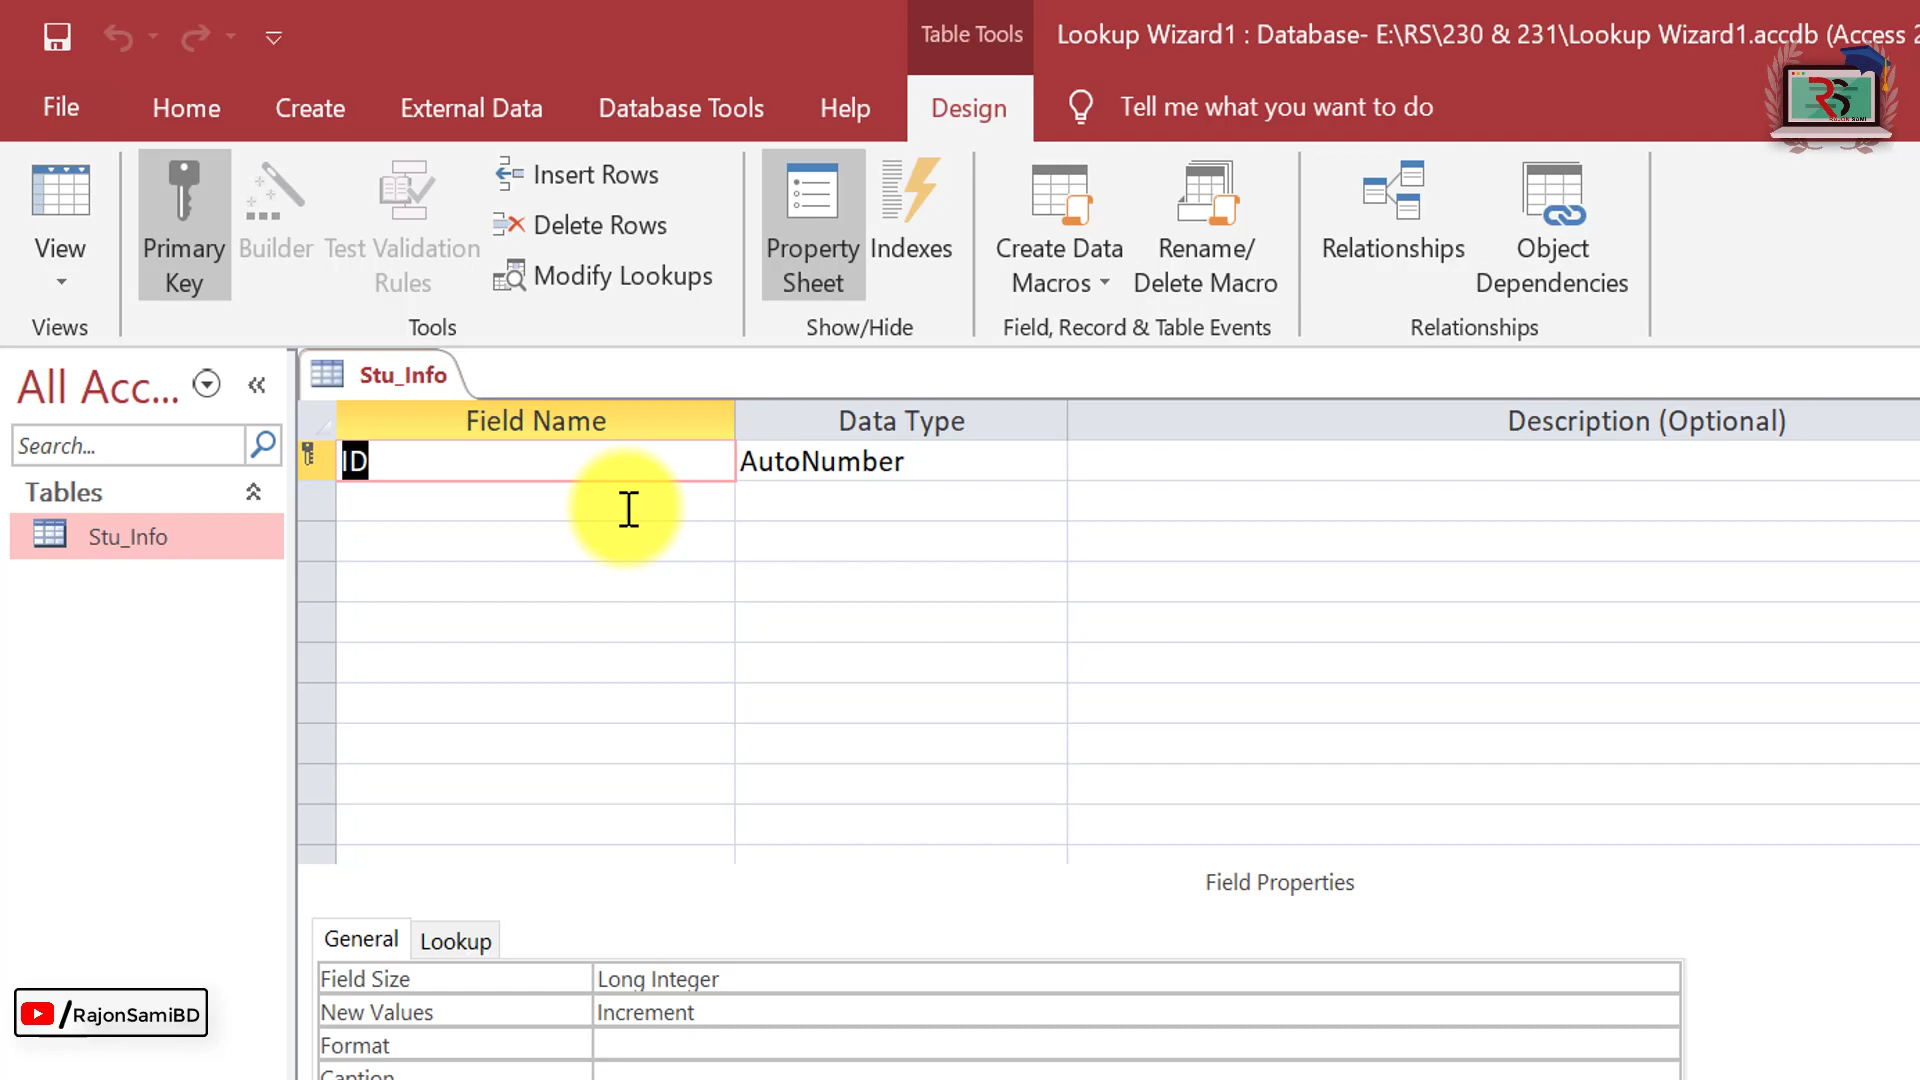 Table Tools
Lookup Wizard1 : Database- E:\RS\230 & 231\Lookup Wizard1.accdb (Access 2
File Home Create External Data Database Tools Help Design Tell me what you want to do
RS
View
Primary Key
Builder
Test Validation Rules
Insert Rows
Delete Rows
Modify Lookups
Property Sheet
Indexes
Create Data Macros
Rename/ Delete Macro
Relationships
Object Dependencies
Views Tools Show/Hide Field, Record & Table Events Relationships
All Acc...
Search...
Tables
Stu_Info
Stu_Info
Field Name Data Type Description (Optional)
ID AutoNumber
Field Properties
General Lookup
Field Size Long Integer
New Values Increment
Format
Caption
/RajonSamiBD